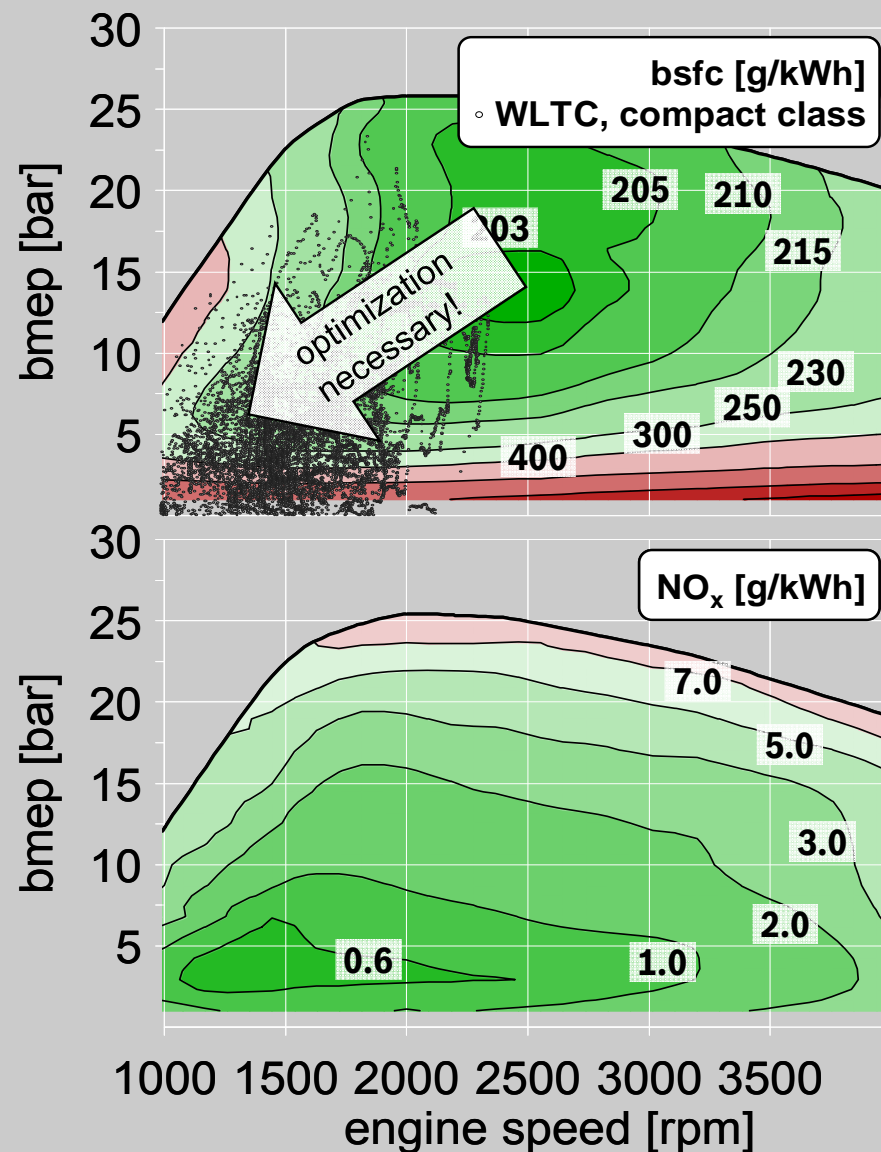 30
bsfc [g/kWh]
WLTC, compact class
25
20
15
10
5
bmep [bar]
205
210
203
215
optimization
necessary!
230
250
300
400
30
NOx [g/kWh]
25
20
15
10
5
bmep [bar]
7.0
5.0
3.0
2.0
0.6
1.0
1000 1500 2000 2500 3000 3500
engine speed [rpm]